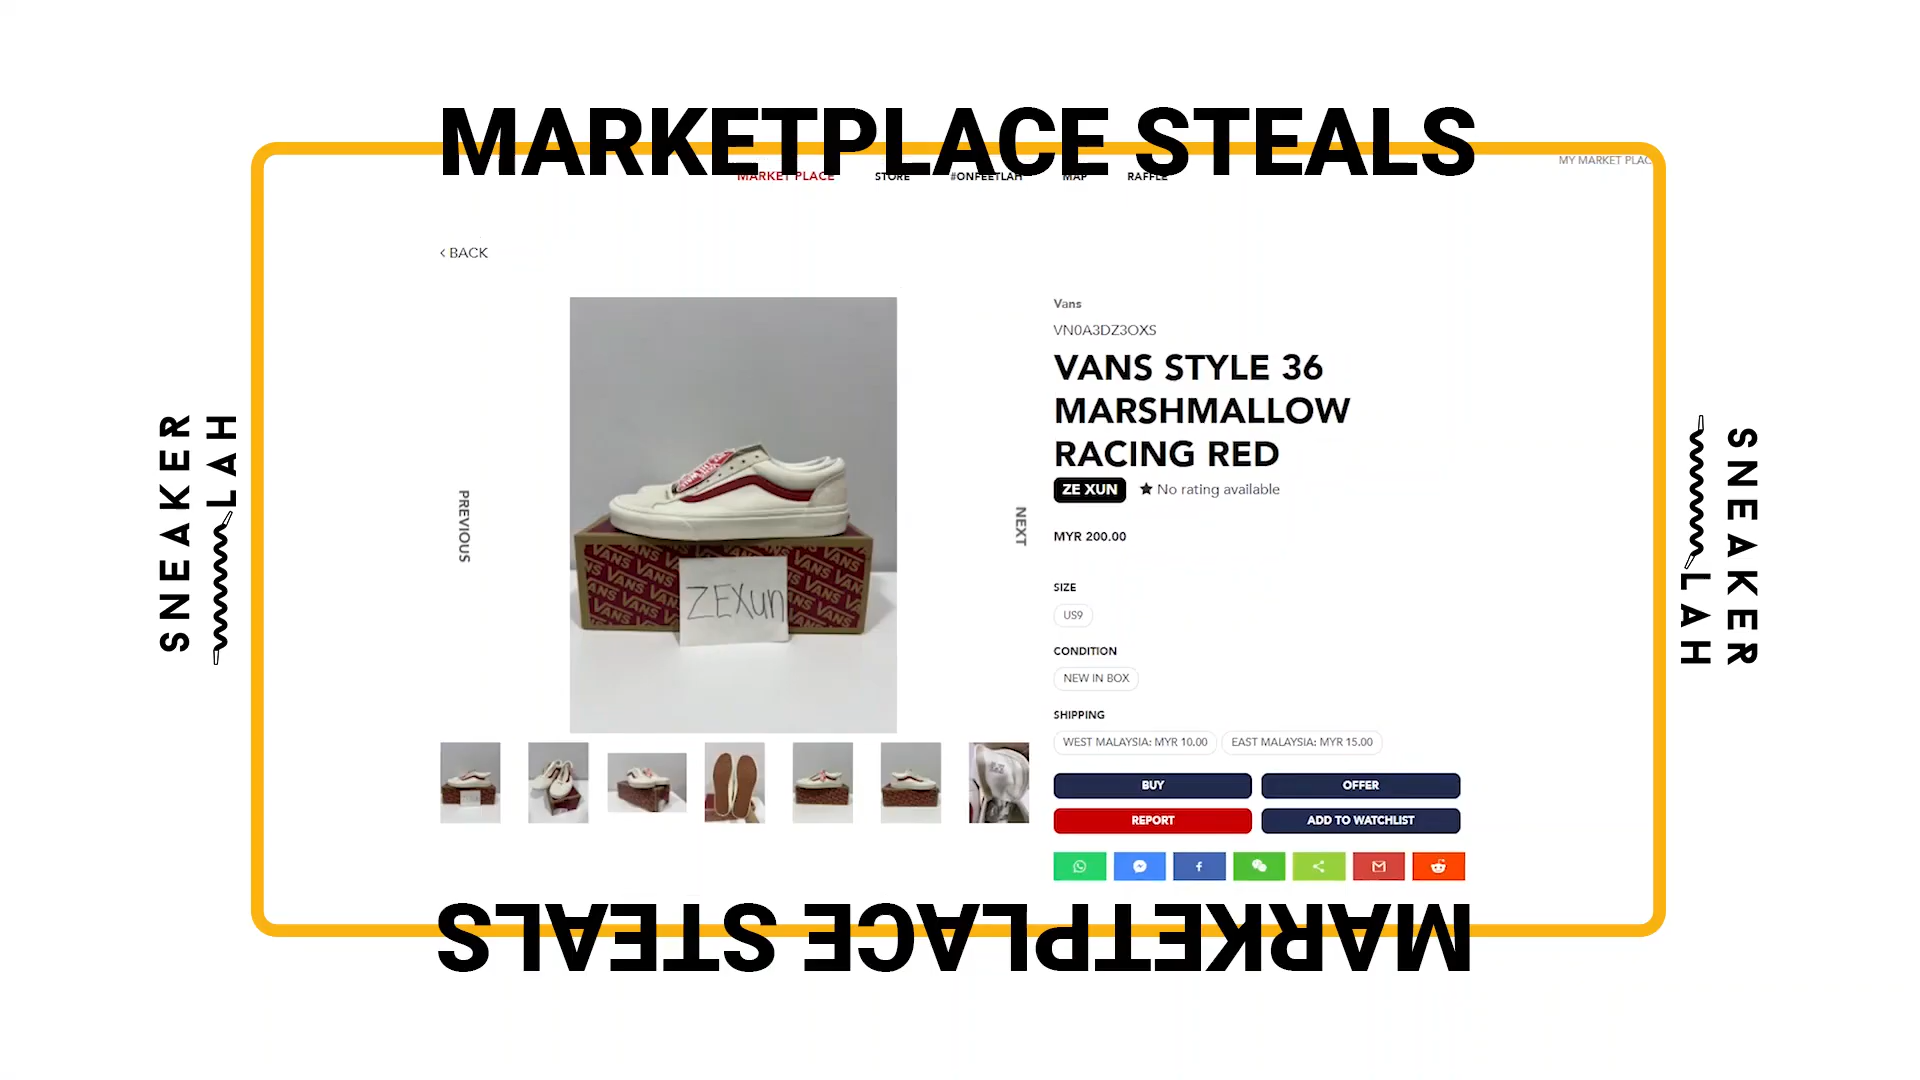 MARKETPLACE STEALS
MY MARKET PLAC
MARKET PLACE STORE #ONFEETLAH MAP RAFFLE
< BACK
SNEAKER
LAH
PREVIOUS
ZEXun
VANS VANS VANS
NEXT
Vans
VN0A3DZ3OXS
VANS STYLE 36
MARSHMALLOW
RACING RED
ZE XUN ★ No rating available
MYR 200.00
SIZE
US9
CONDITION
NEW IN BOX
SHIPPING
WEST MALAYSIA: MYR 10.00 EAST MALAYSIA: MYR 15.00
BUY OFFER
REPORT ADD TO WATCHLIST
SNEAKER
LAH
MARKETPLACE STEALS